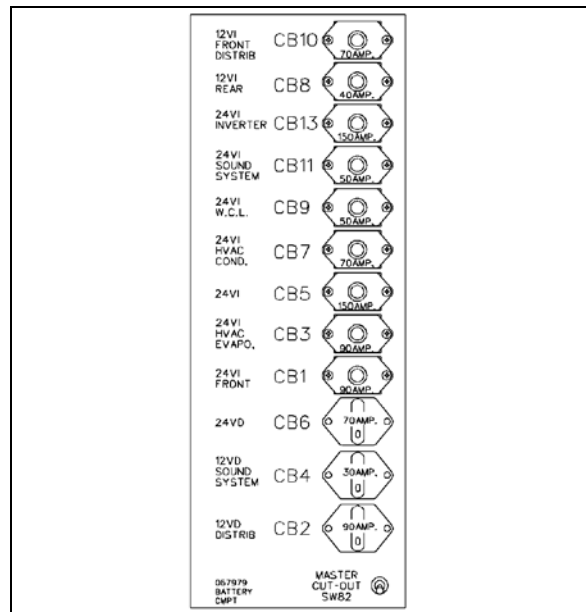 12VI
FRONT
DISTRIB
CB10
70AMP.
12VI
REAR
CB8
40AMP.
24VI
INVERTER
CB13
150AMP.
24VI
SOUND
SYSTEM
CB11
50AMP.
24VI
W.C.L.
CB9
50AMP.
24VI
HVAC
COND.
CB7
70AMP.
24VI
CB5
150AMP.
24VI
HVAC
EVAPO.
CB3
90AMP.
24VI
FRONT
CB1
90AMP.
24VD
CB6
70AMP.
0
12VD
SOUND
SYSTEM
CB4
30AMP.
0
12VD
DISTRIB
CB2
90AMP.
0
067979
BATTERY
CMPT
MASTER
CUT-OUT
SW82